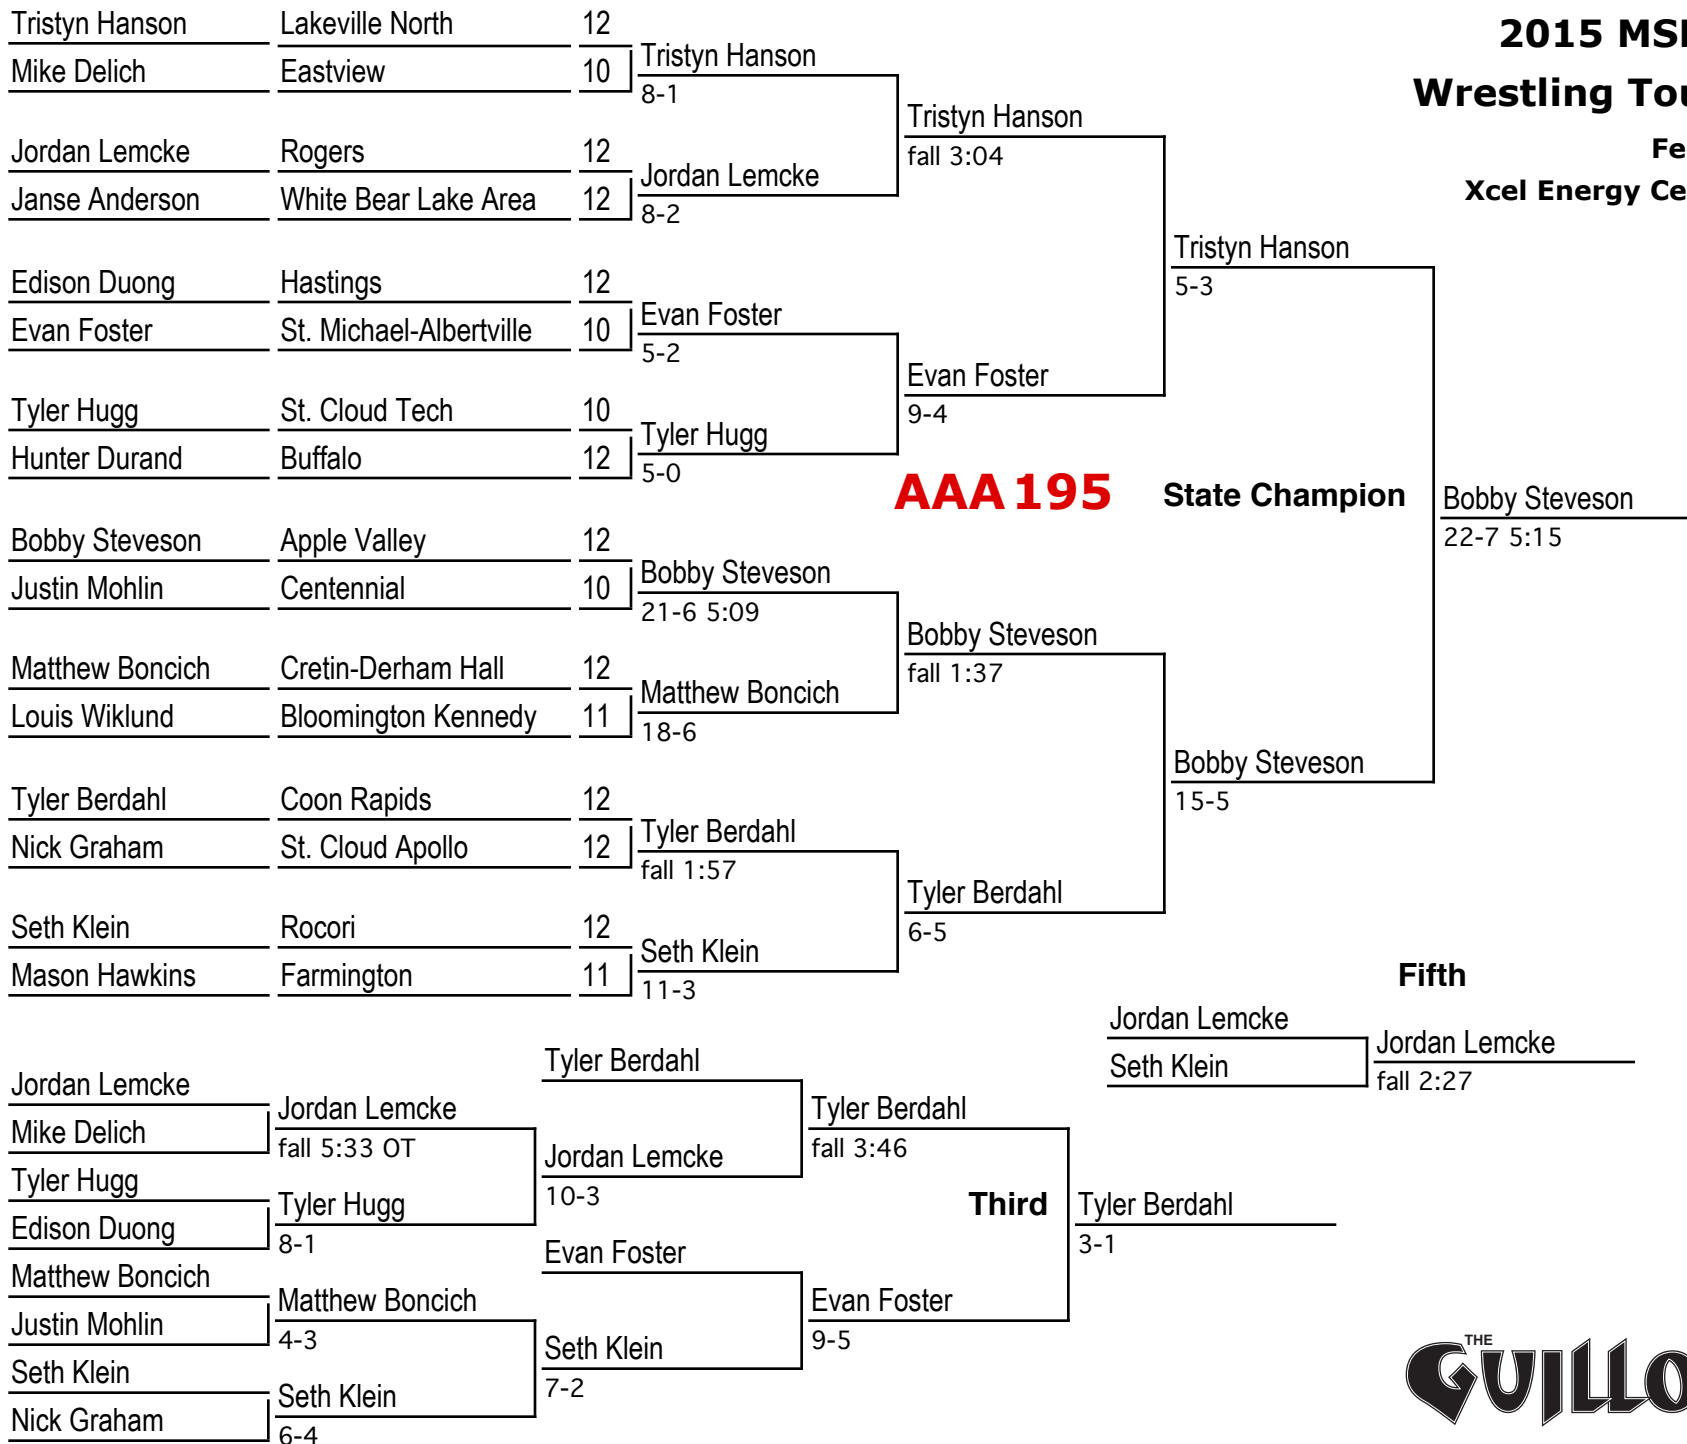 2015 MSH
Wrestling Tou
Fe
Xcel Energy Ce
Tristyn Hanson Lakeville North 12
Mike Delich Eastview 10
Tristyn Hanson
8-1
Jordan Lemcke Rogers 12
Janse Anderson White Bear Lake Area 12
Jordan Lemcke
8-2
Tristyn Hanson
fall 3:04
Edison Duong Hastings 12
Evan Foster St. Michael-Albertville 10
Evan Foster
5-2
Tyler Hugg St. Cloud Tech 10
Hunter Durand Buffalo 12
Tyler Hugg
5-0
Evan Foster
9-4
Tristyn Hanson
5-3
AAA 195
State Champion
Bobby Steveson
22-7 5:15
Bobby Steveson Apple Valley 12
Justin Mohlin Centennial 10
Bobby Steveson
21-6 5:09
Matthew Boncich Cretin-Derham Hall 12
Louis Wiklund Bloomington Kennedy 11
Matthew Boncich
18-6
Bobby Steveson
fall 1:37
Tyler Berdahl Coon Rapids 12
Nick Graham St. Cloud Apollo 12
Tyler Berdahl
fall 1:57
Seth Klein Rocori 12
Mason Hawkins Farmington 11
Seth Klein
11-3
Tyler Berdahl
6-5
Bobby Steveson
15-5
Fifth
Jordan Lemcke
Seth Klein
Jordan Lemcke
fall 2:27
Jordan Lemcke
Mike Delich
Jordan Lemcke
fall 5:33 OT
Tyler Hugg
Edison Duong
Tyler Hugg
8-1
Matthew Boncich
Justin Mohlin
Matthew Boncich
4-3
Seth Klein
Nick Graham
Seth Klein
6-4
Tyler Berdahl
Jordan Lemcke
10-3
Tyler Berdahl
fall 3:46
Evan Foster
Seth Klein
7-2
Evan Foster
9-5
Third
Tyler Berdahl
3-1
THE
GUILLO